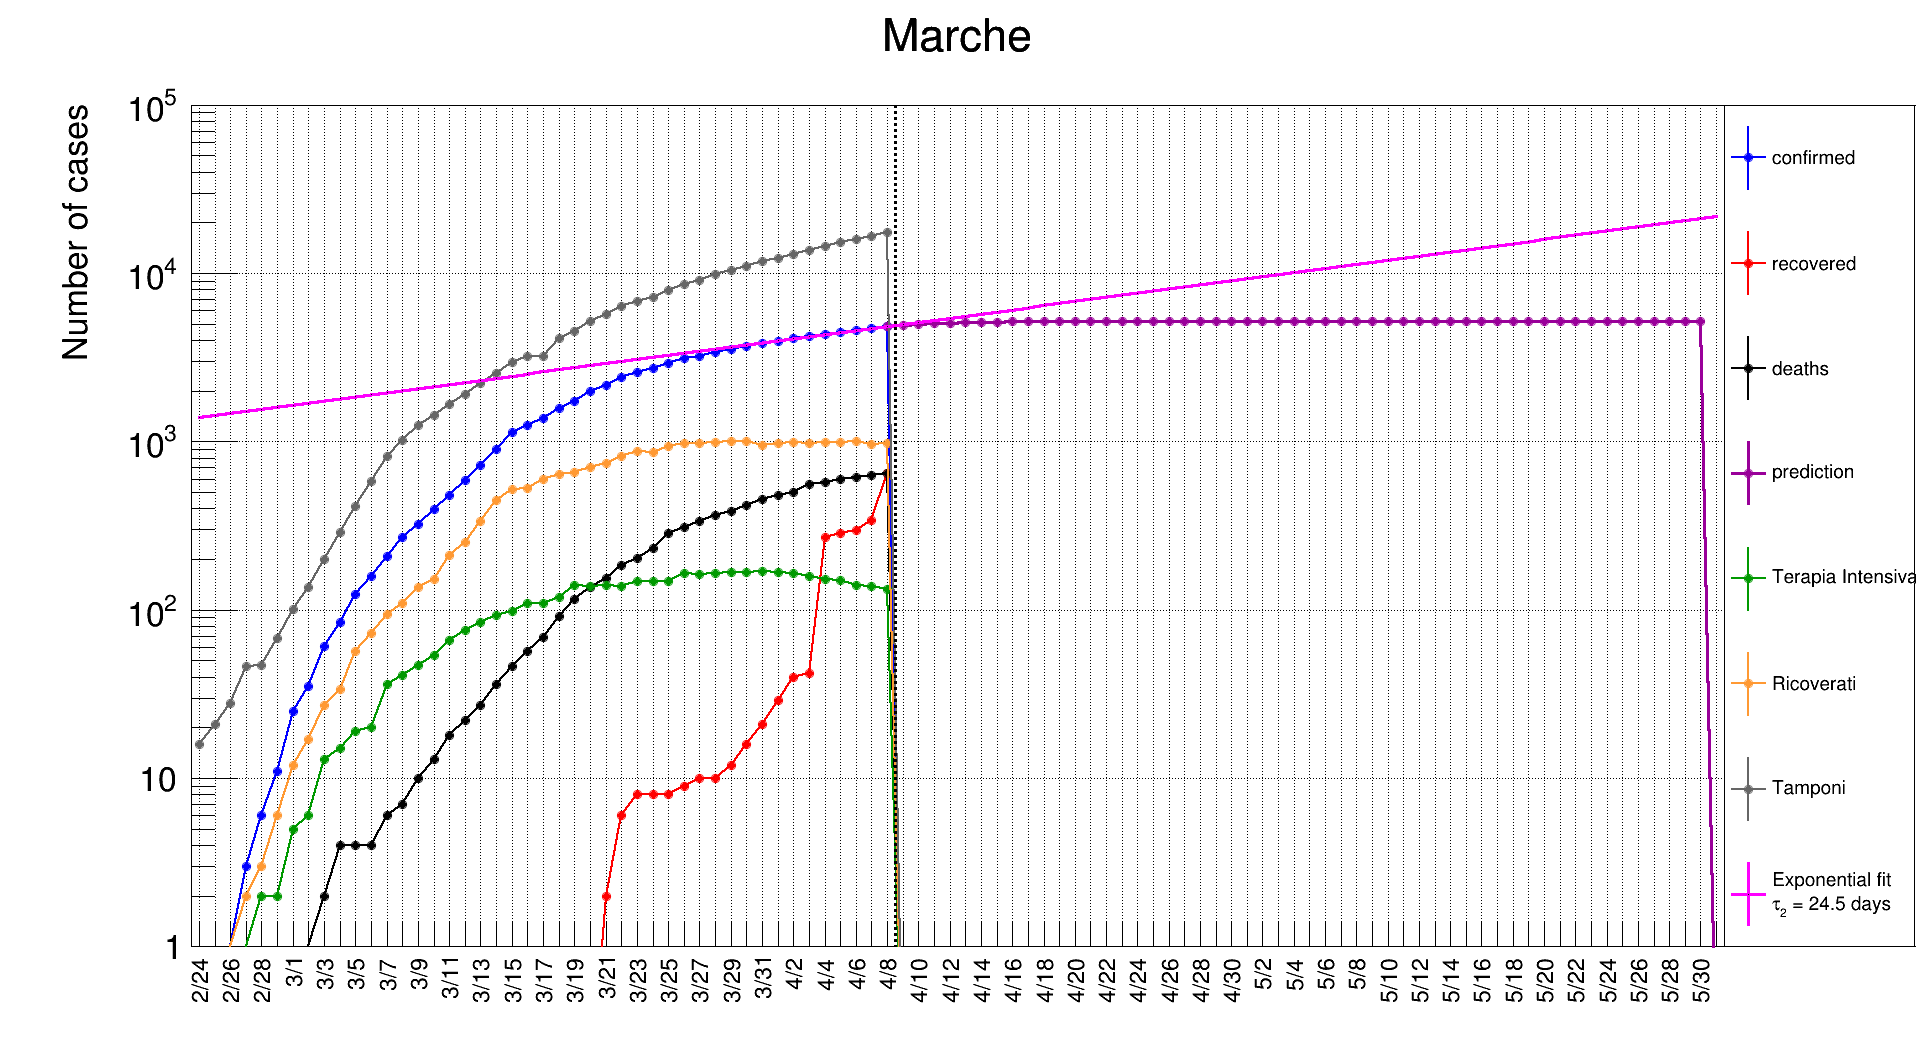 Marche
Number of cases
10^5
10^4
10^3
10^2
10
1
2/24 2/26 2/28 3/1 3/3 3/5 3/7 3/9 3/11 3/13 3/15 3/17 3/19 3/21 3/23 3/25 3/27 3/29 3/31 4/2 4/4 4/6 4/8 4/10 4/12 4/14 4/16 4/18 4/20 4/22 4/24 4/26 4/28 4/30 5/2 5/4 5/6 5/8 5/10 5/12 5/14 5/16 5/18 5/20 5/22 5/24 5/26 5/28 5/30
confirmed
recovered
deaths
prediction
Terapia Intensiva
Ricoverati
Tamponi
Exponential fit
τ₂ = 24.5 days